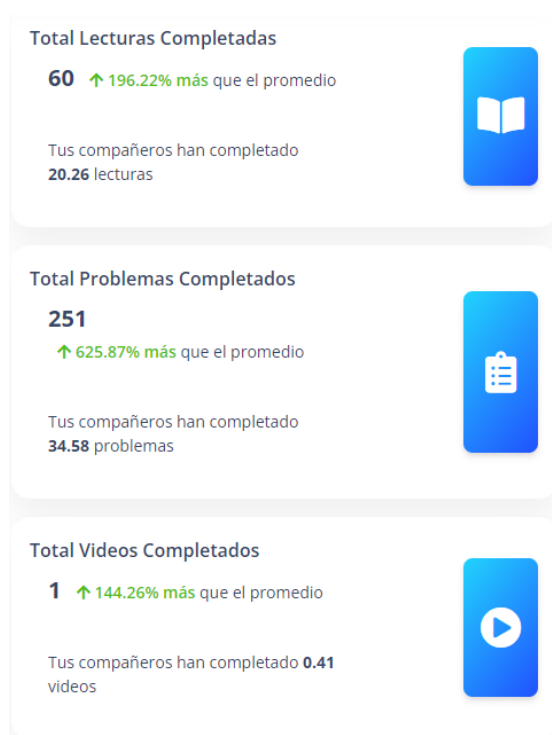 Total Lecturas Completadas
60 ↑ 196.22% más que el promedio
Tus compañeros han completado
20.26 lecturas
Total Problemas Completados
251
↑ 625.87% más que el promedio
Tus compañeros han completado
34.58 problemas
Total Videos Completados
1 ↑ 144.26% más que el promedio
Tus compañeros han completado 0.41
videos